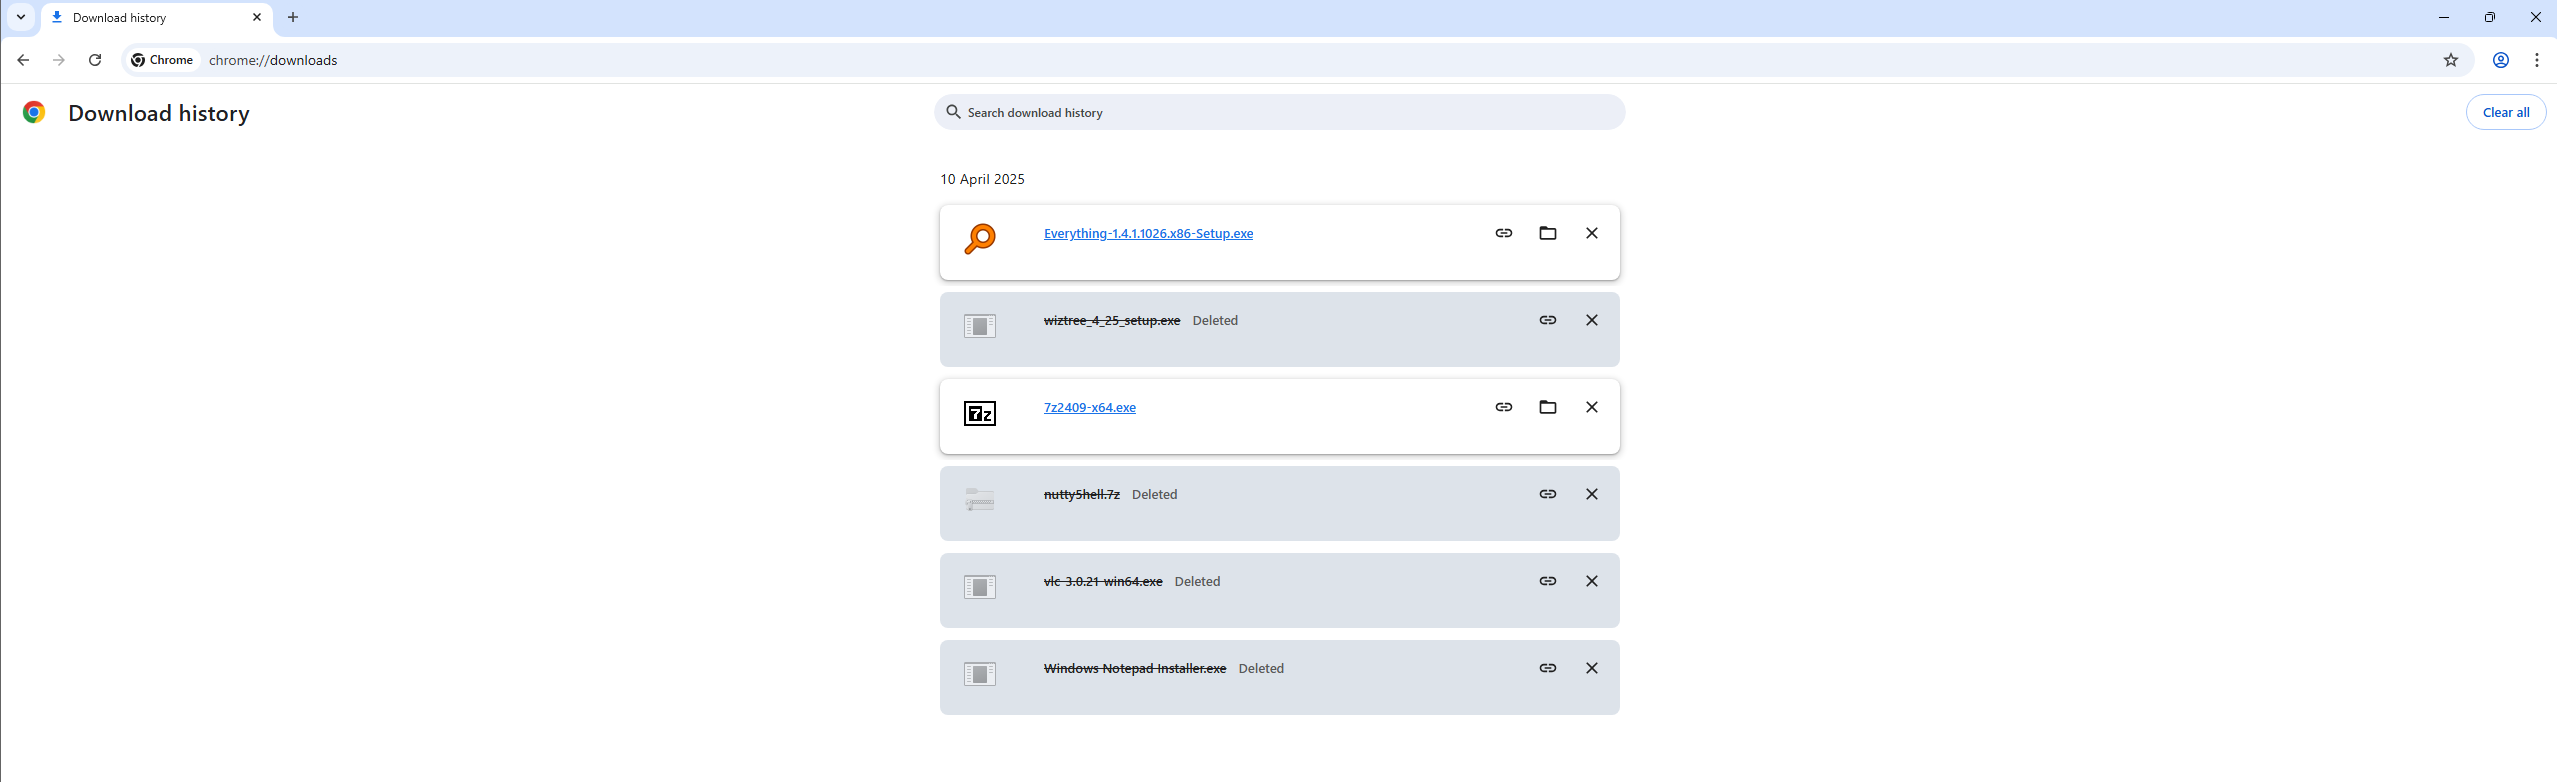 Download history
Chrome
chrome://downloads
Download history
Search download history
Clear all
10 April 2025
Everything-1.4.1.1026.x86-Setup.exe
wiztree_4_25_setup.exe Deleted
7z
7z2409-x64.exe
nutty5hell.7z Deleted
vlc-3.0.21-win64.exe Deleted
Windows Notepad Installer.exe Deleted